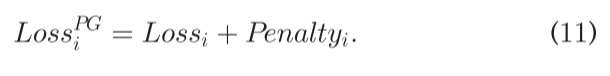 $Loss_i^{PG} = Loss_i + Penalty_i.$ (11)